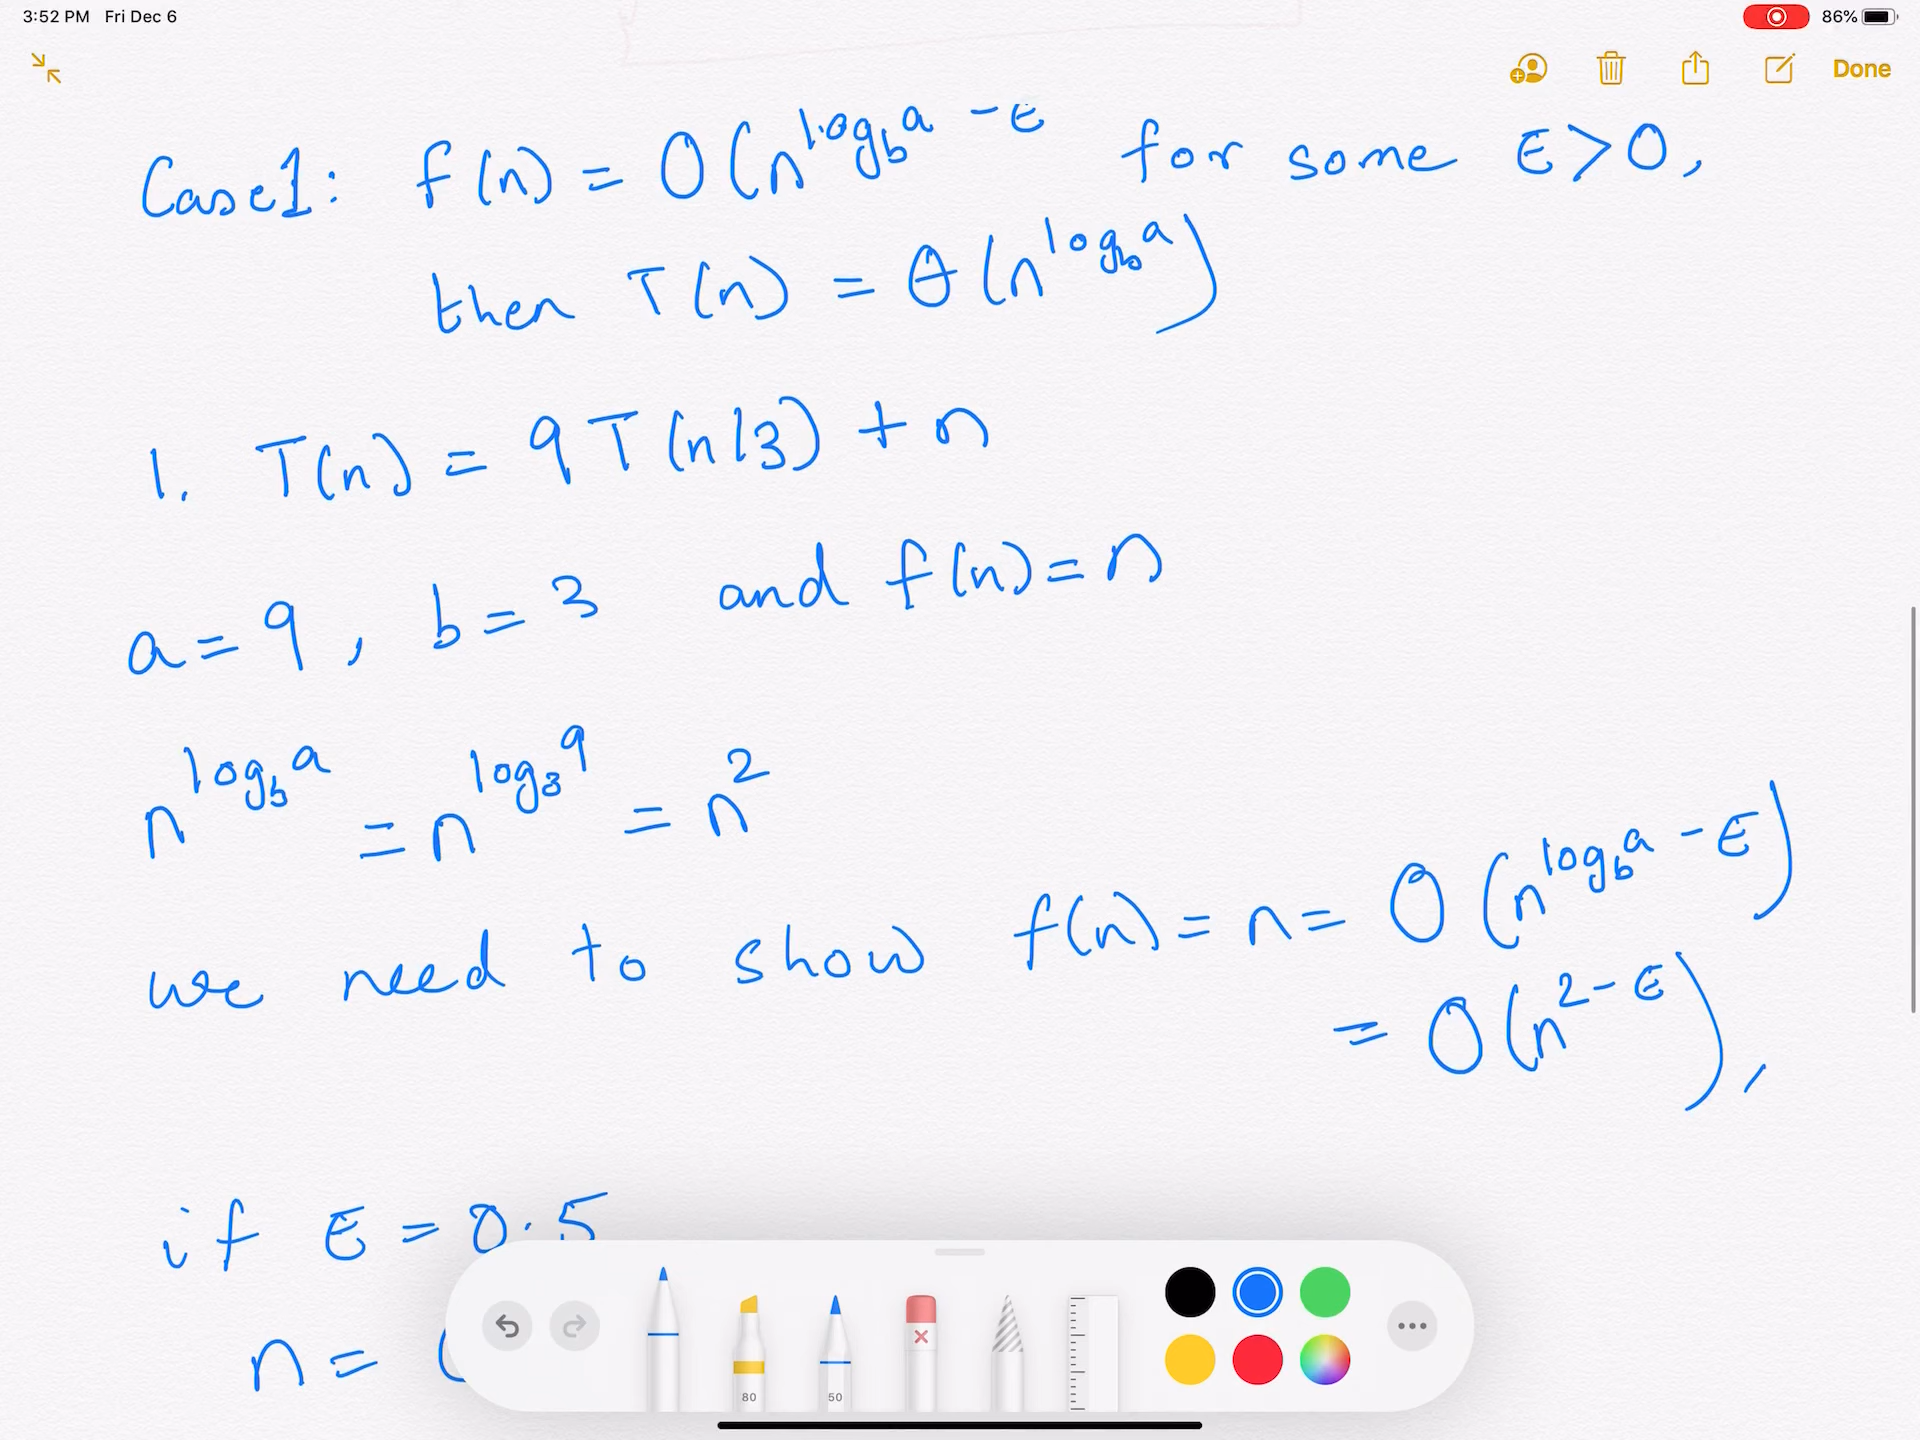 3:52 PM Fri Dec 6
86%
Done
Case1: f(n) = O(n^log_b a - ε for some ε>0,
then T(n) = θ(n^log_b a)
1. T(n) = 9T(n/3) + n
a=9, b=3 and f(n)=n
n^log_b a = n^log_3 9 = n^2
we need to show f(n)= n= O(n^log_b a - ε)
= O(n^2-ε),
if ε = 0.5
n =
80
50